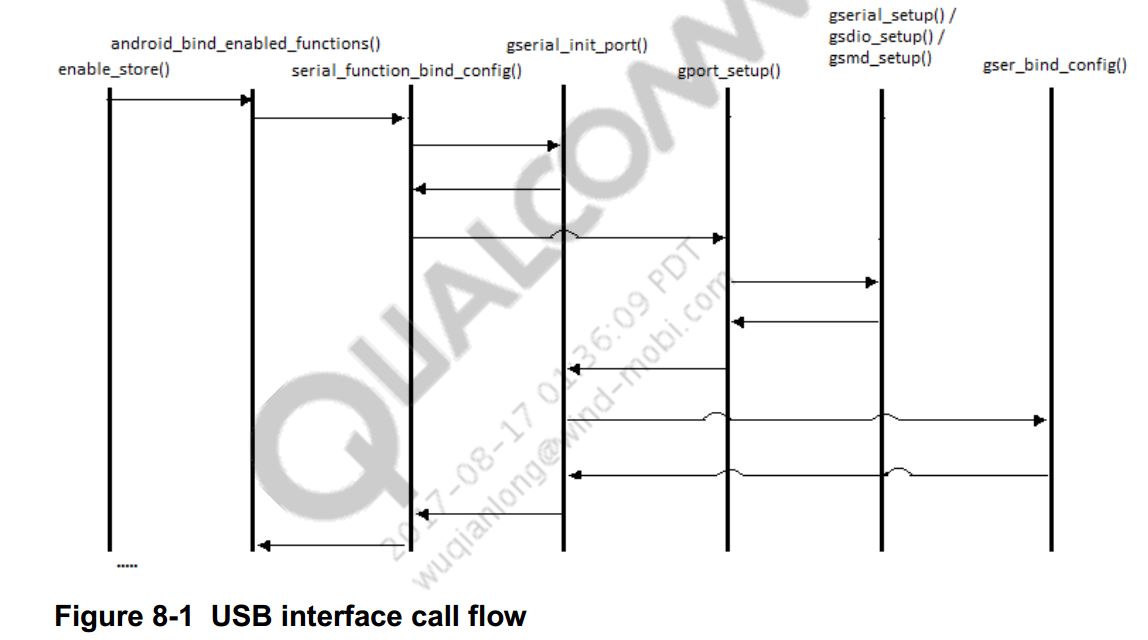 gserial_setup() /
gsdio_setup() /
gsmd_setup()
android_bind_enabled_functions()
gserial_init_port()
enable_store()
serial_function_bind_config()
gport_setup()
gser_bind_config()
QUALCOMM
2017-08-17 01:36:09 PDT
wuqianlong@wind-mobi.com
.....
Figure 8-1 USB interface call flow